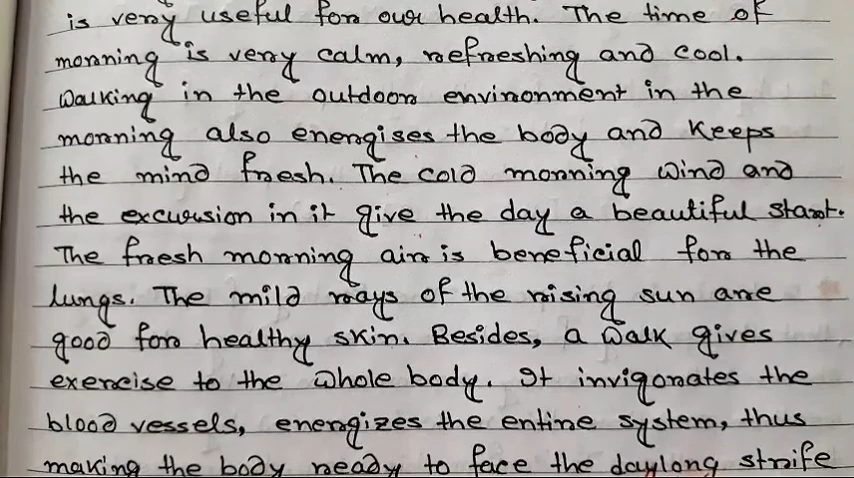 is very useful for our health. The time of
morning is very calm, refreshing and cool.
Walking in the outdoor environment in the
morning also energises the body and keeps
the mind fresh. The cold morning wind and
the excursion in it give the day a beautiful start.
The fresh morning air is beneficial for the
lungs. The mild rays of the rising sun are
good for healthy skin. Besides, a walk gives
exercise to the whole body. It invigorates the
blood vessels, energizes the entire system, thus
making the body ready to face the daylong strife